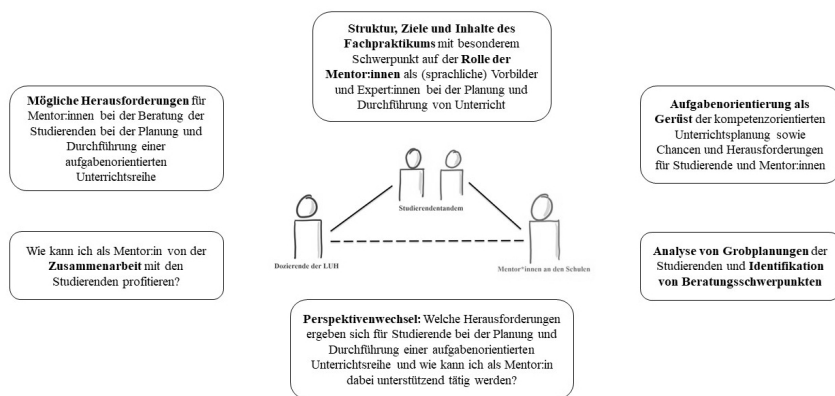 Struktur, Ziele und Inhalte des
Fachpraktikums mit besonderem
Schwerpunkt auf der Rolle der
Mentor:innen als (sprachliche) Vorbilder
und Expert:innen bei der Planung und
Durchführung von Unterricht
Mögliche Herausforderungen für
Mentor:innen bei der Beratung der
Studierenden bei der Planung und
Durchführung einer
aufgabenorientierten
Unterrichtsreihe
Aufgabenorientierung als
Gerüst der kompetenzorientierten
Unterrichtsplanung sowie
Chancen und Herausforderungen
für Studierende und Mentor:innen
Studierendentandem
Dozierende der LUH
Mentor*innen an den Schulen
Wie kann ich als Mentor:in von der
Zusammenarbeit mit den
Studierenden profitieren?
Analyse von Grobplanungen der
Studierenden und Identifikation
von Beratungsschwerpunkten
Perspektivenwechsel: Welche Herausforderungen
ergeben sich für Studierende bei der Planung und
Durchführung einer aufgabenorientierten
Unterrichtsreihe und wie kann ich als Mentor:in
dabei unterstützend tätig werden?